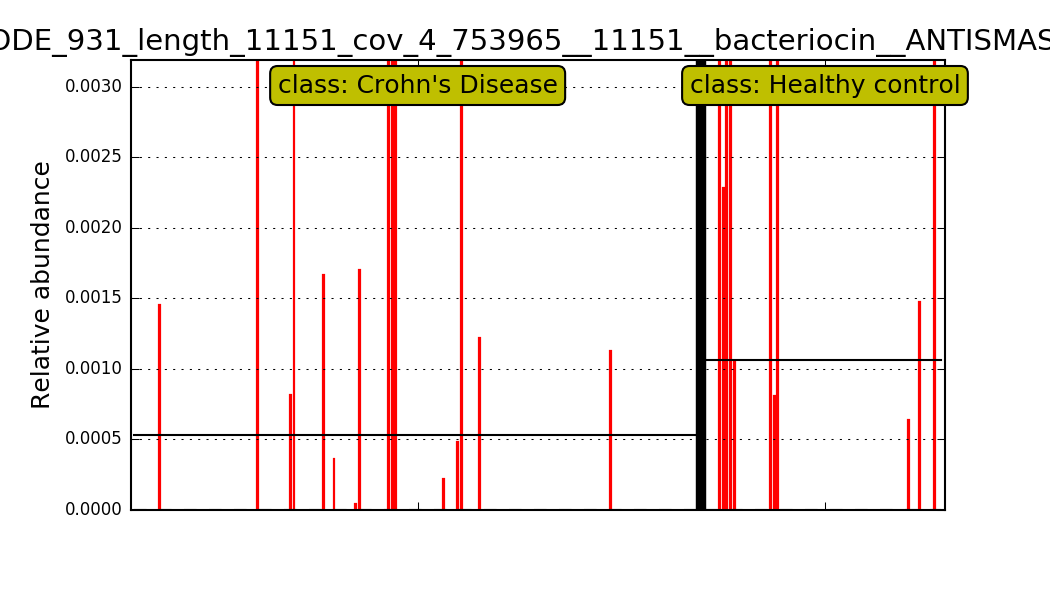 ODE_931_length_11151_cov_4_753965__11151__bacteriocin__ANTISMAS
class: Crohn's Disease
class: Healthy control
Relative abundance
0.0030
0.0025
0.0020
0.0015
0.0010
0.0005
0.0000